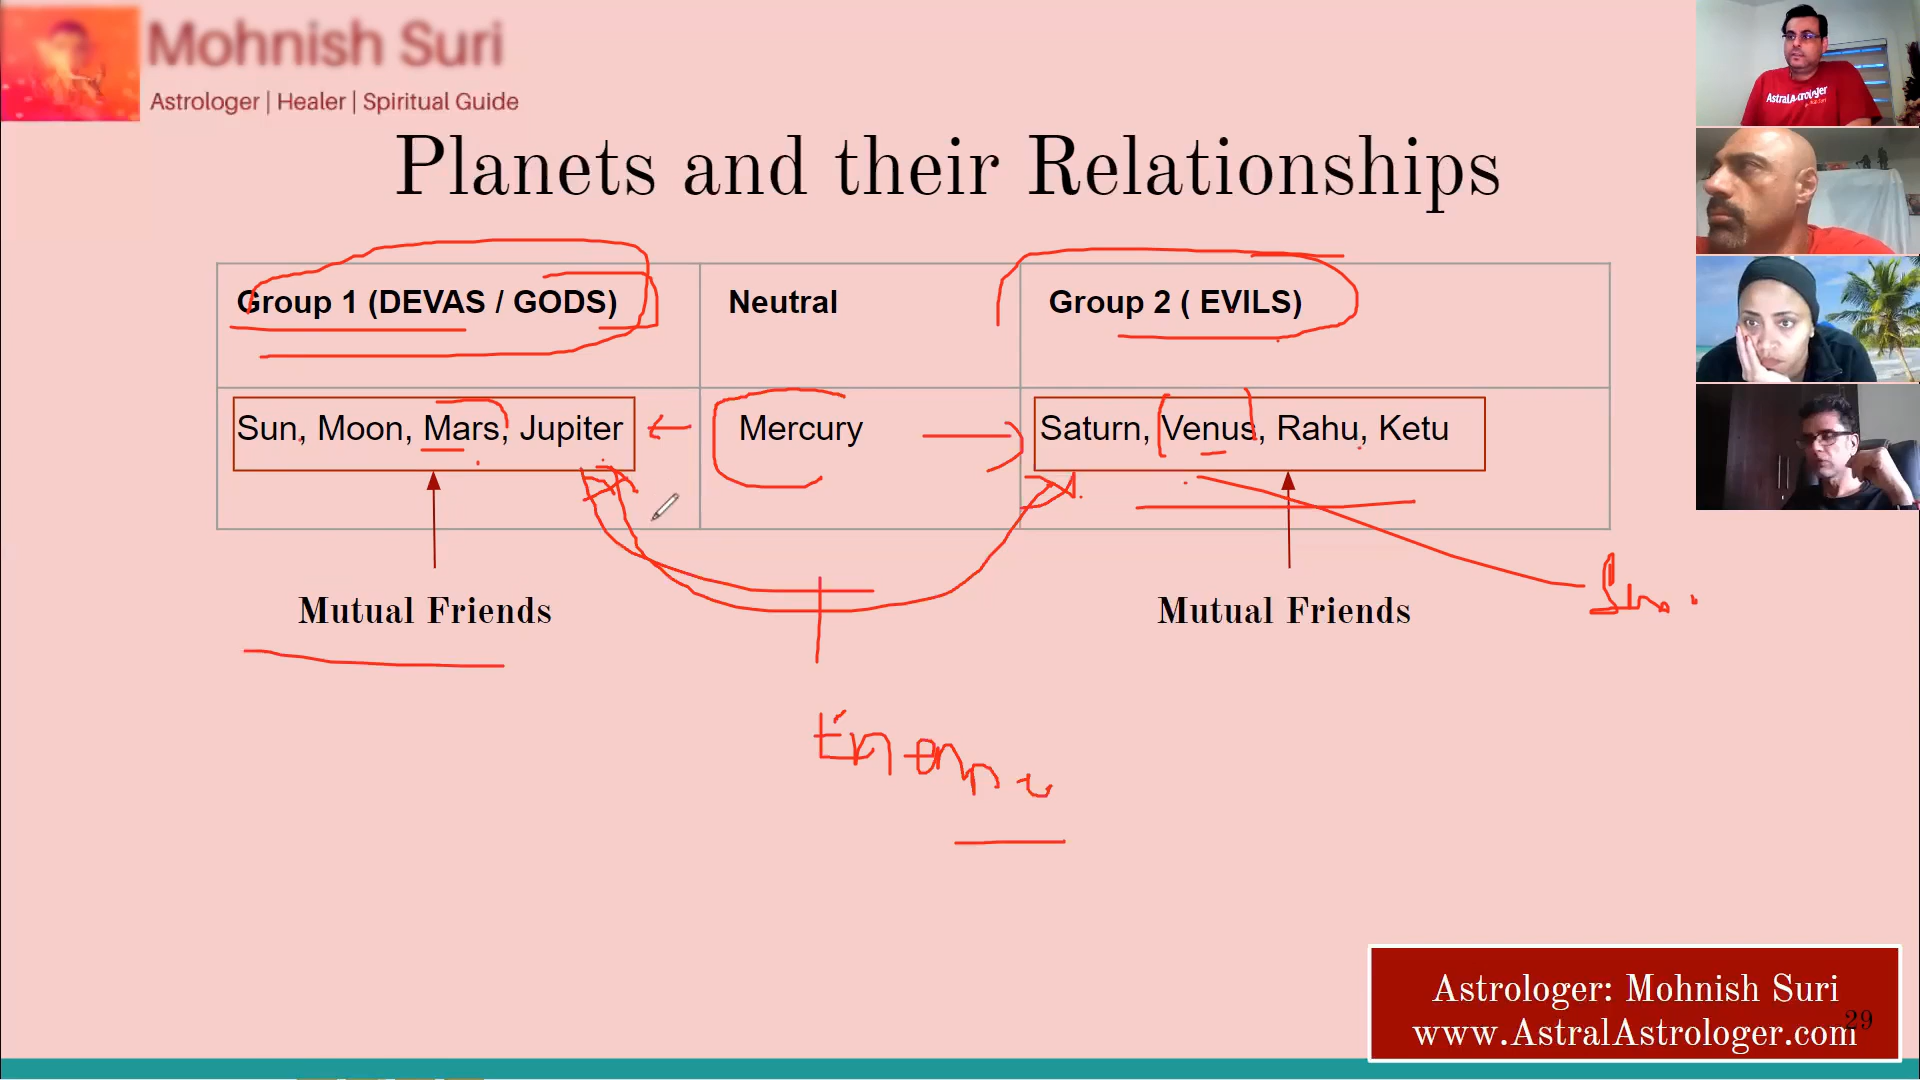 Mohnish Suri
Astrologer | Healer | Spiritual Guide
Planets and their Relationships
Group 1 (DEVAS / GODS)
Neutral
Group 2 ( EVILS)
Sun, Moon, Mars, Jupiter
Mercury
Saturn, Venus, Rahu, Ketu
Mutual Friends
Mutual Friends
Astrologer: Mohnish Suri
www.AstralAstrologer.com
29
AstralAstrologer